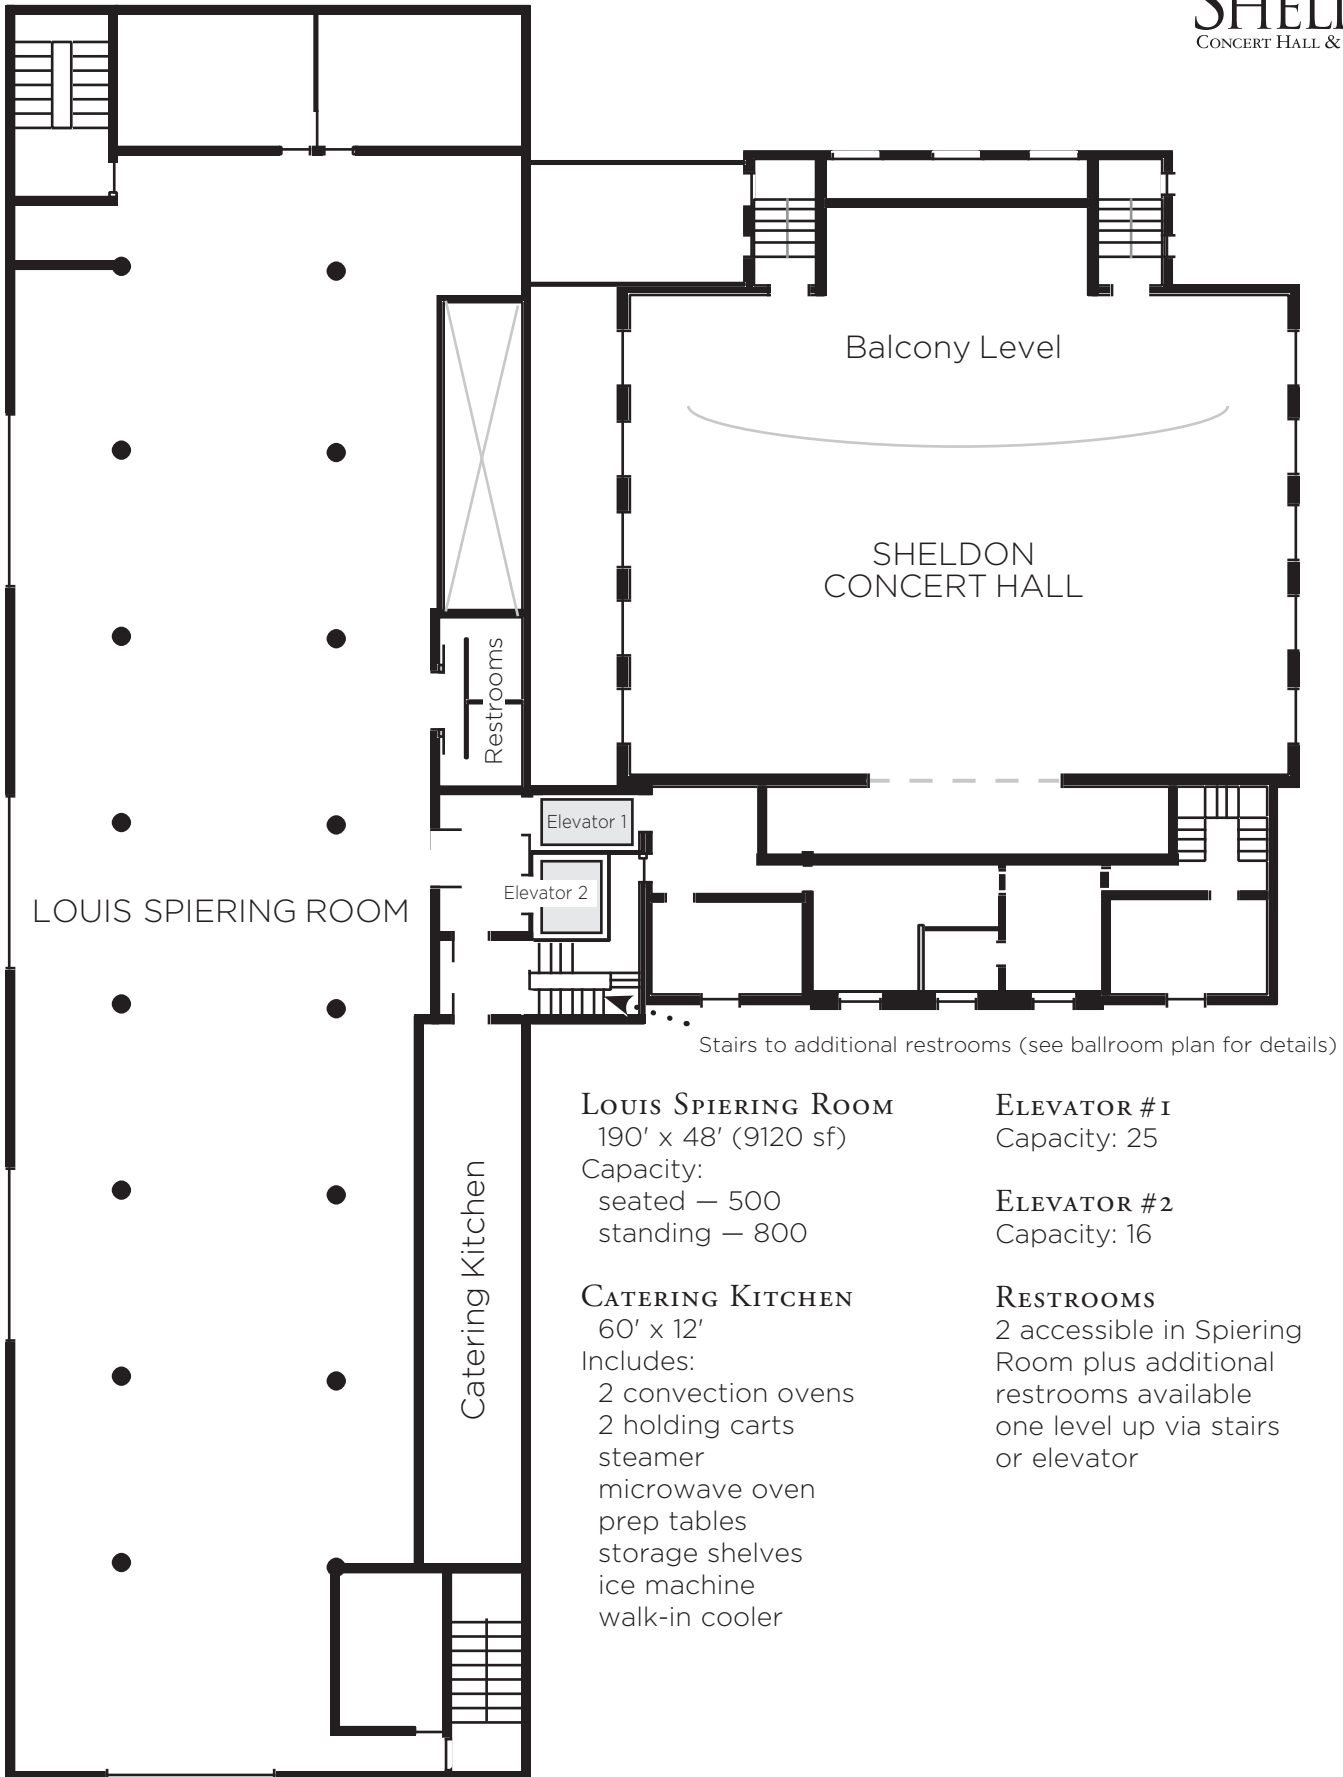 CONCERT HALL &
Balcony Level
SHELDON
CONCERT HALL
Restrooms
Elevator 1
Elevator 2
LOUIS SPIERING ROOM
Stairs to additional restrooms (see ballroom plan for details)
Catering Kitchen
LOUIS SPIERING ROOM
190' x 48' (9120 sf)
Capacity:
seated — 500
standing — 800
CATERING KITCHEN
60' x 12'
Includes:
2 convection ovens
2 holding carts
steamer
microwave oven
prep tables
storage shelves
ice machine
walk-in cooler
ELEVATOR #1
Capacity: 25
ELEVATOR #2
Capacity: 16
RESTROOMS
2 accessible in Spiering
Room plus additional
restrooms available
one level up via stairs
or elevator